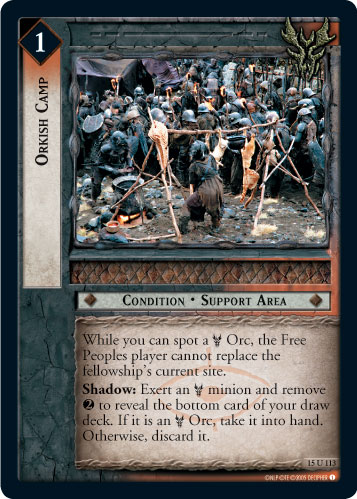 1
ORKISH CAMP
CONDITION • SUPPORT AREA
While you can spot a Orc, the Free
Peoples player cannot replace the
fellowship's current site.
Shadow: Exert an minion and remove
2 to reveal the bottom card of your draw
deck. If it is an Orc, take it into hand.
Otherwise, discard it.
15 U 113